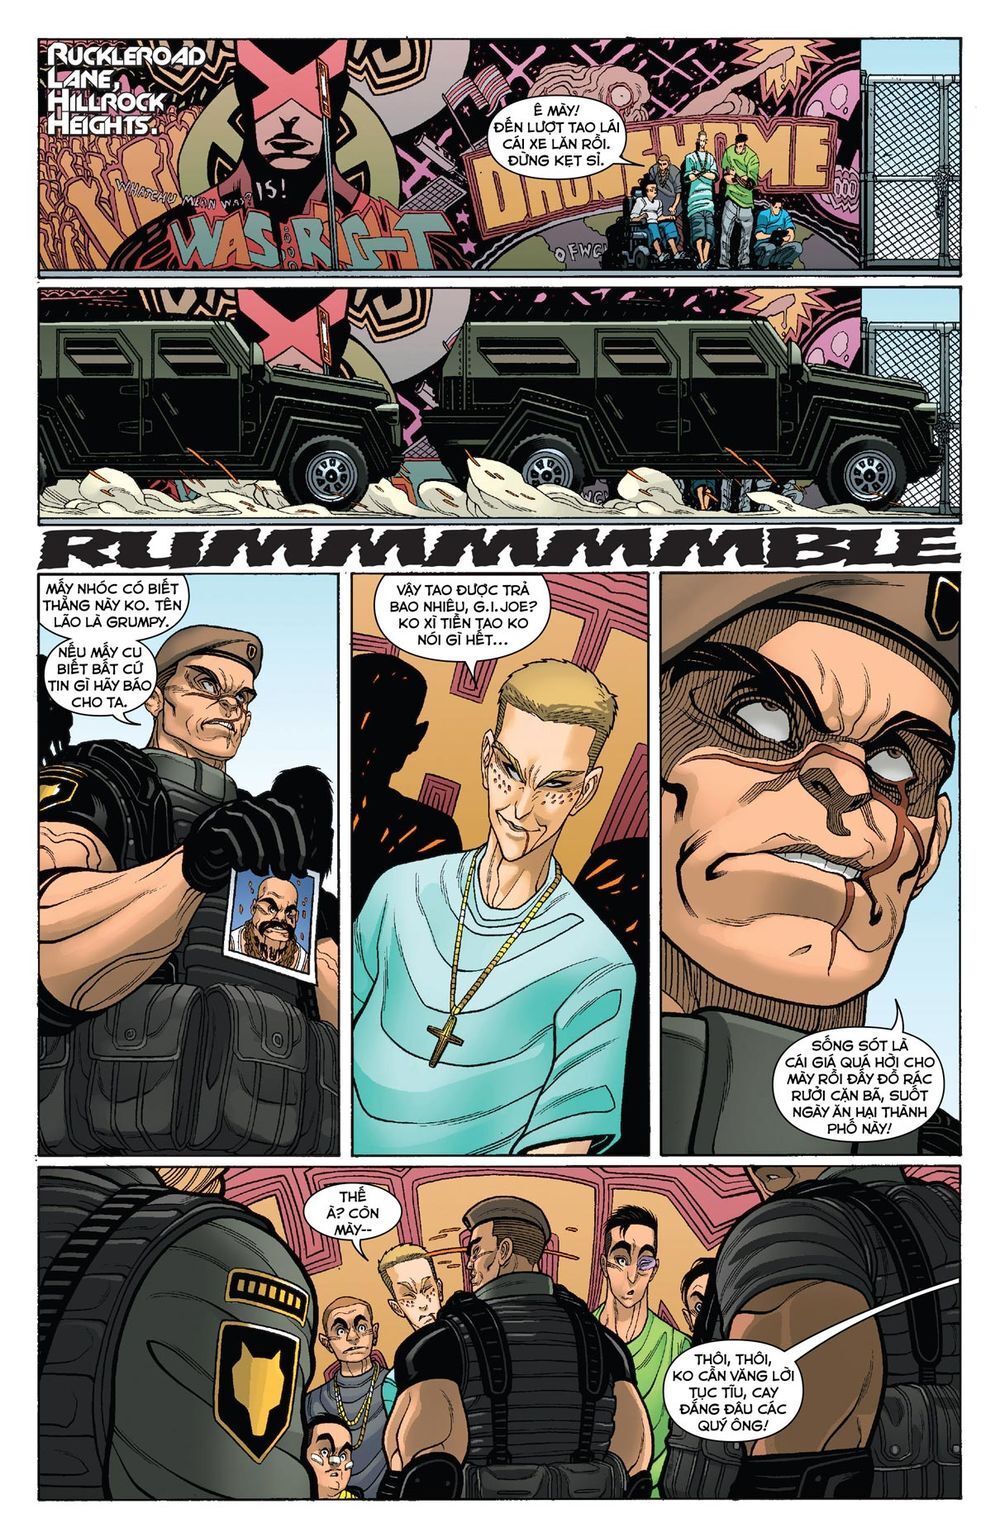 RUCKLEROAD
LANE,
HILLROCK
HEIGHTS.
WHATCHU MEAN WAS?
IS!
WAS RIGHT
DRONE HOME
OFWG
Ê MÀY!
ĐẾN LƯỢT TAO LÁI
CÁI XE LĂN RỒI.
ĐỪNG KẸT SỈ.
RUMMMMMBLE
MẤY NHÓC CÓ BIẾT
THẰNG NÀY KO. TÊN
LÃO LÀ GRUMPY.
NẾU MẤY CU
BIẾT BẤT CỨ
TIN GÌ HÃY BÁO
CHO TA.
VẬY TAO ĐƯỢC TRẢ
BAO NHIÊU, G.I.JOE?
KO XÌ TIỀN TAO KO
NÓI GÌ HẾT...
SỐNG SÓT LÀ
CÁI GIÁ QUÁ HỜI CHO
MÀY RỒI ĐẤY ĐỒ RÁC
RƯỞI CẶN BÃ, SUỐT
NGÀY ĂN HẠI THÀNH
PHỐ NÀY!
THẾ
À? CÒN
MÀY--
THÔI, THÔI,
KO CẦN VĂNG LỜI
TỤC TĨU, CAY
ĐẮNG ĐÂU CÁC
QUÝ ÔNG!